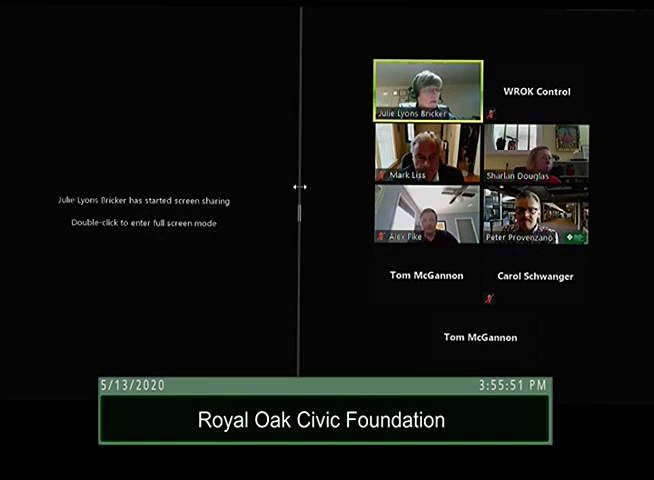 Julie Lyons Bricker has started screen sharing
Double-click to enter full screen mode
Julie Lyons Bricker
WROK Control
Mark Liss
Sharlan Douglas
Alex Fike
Peter Provenzano
Tom McGannon
Carol Schwanger
Tom McGannon
5/13/2020
3:55:51 PM
Royal Oak Civic Foundation